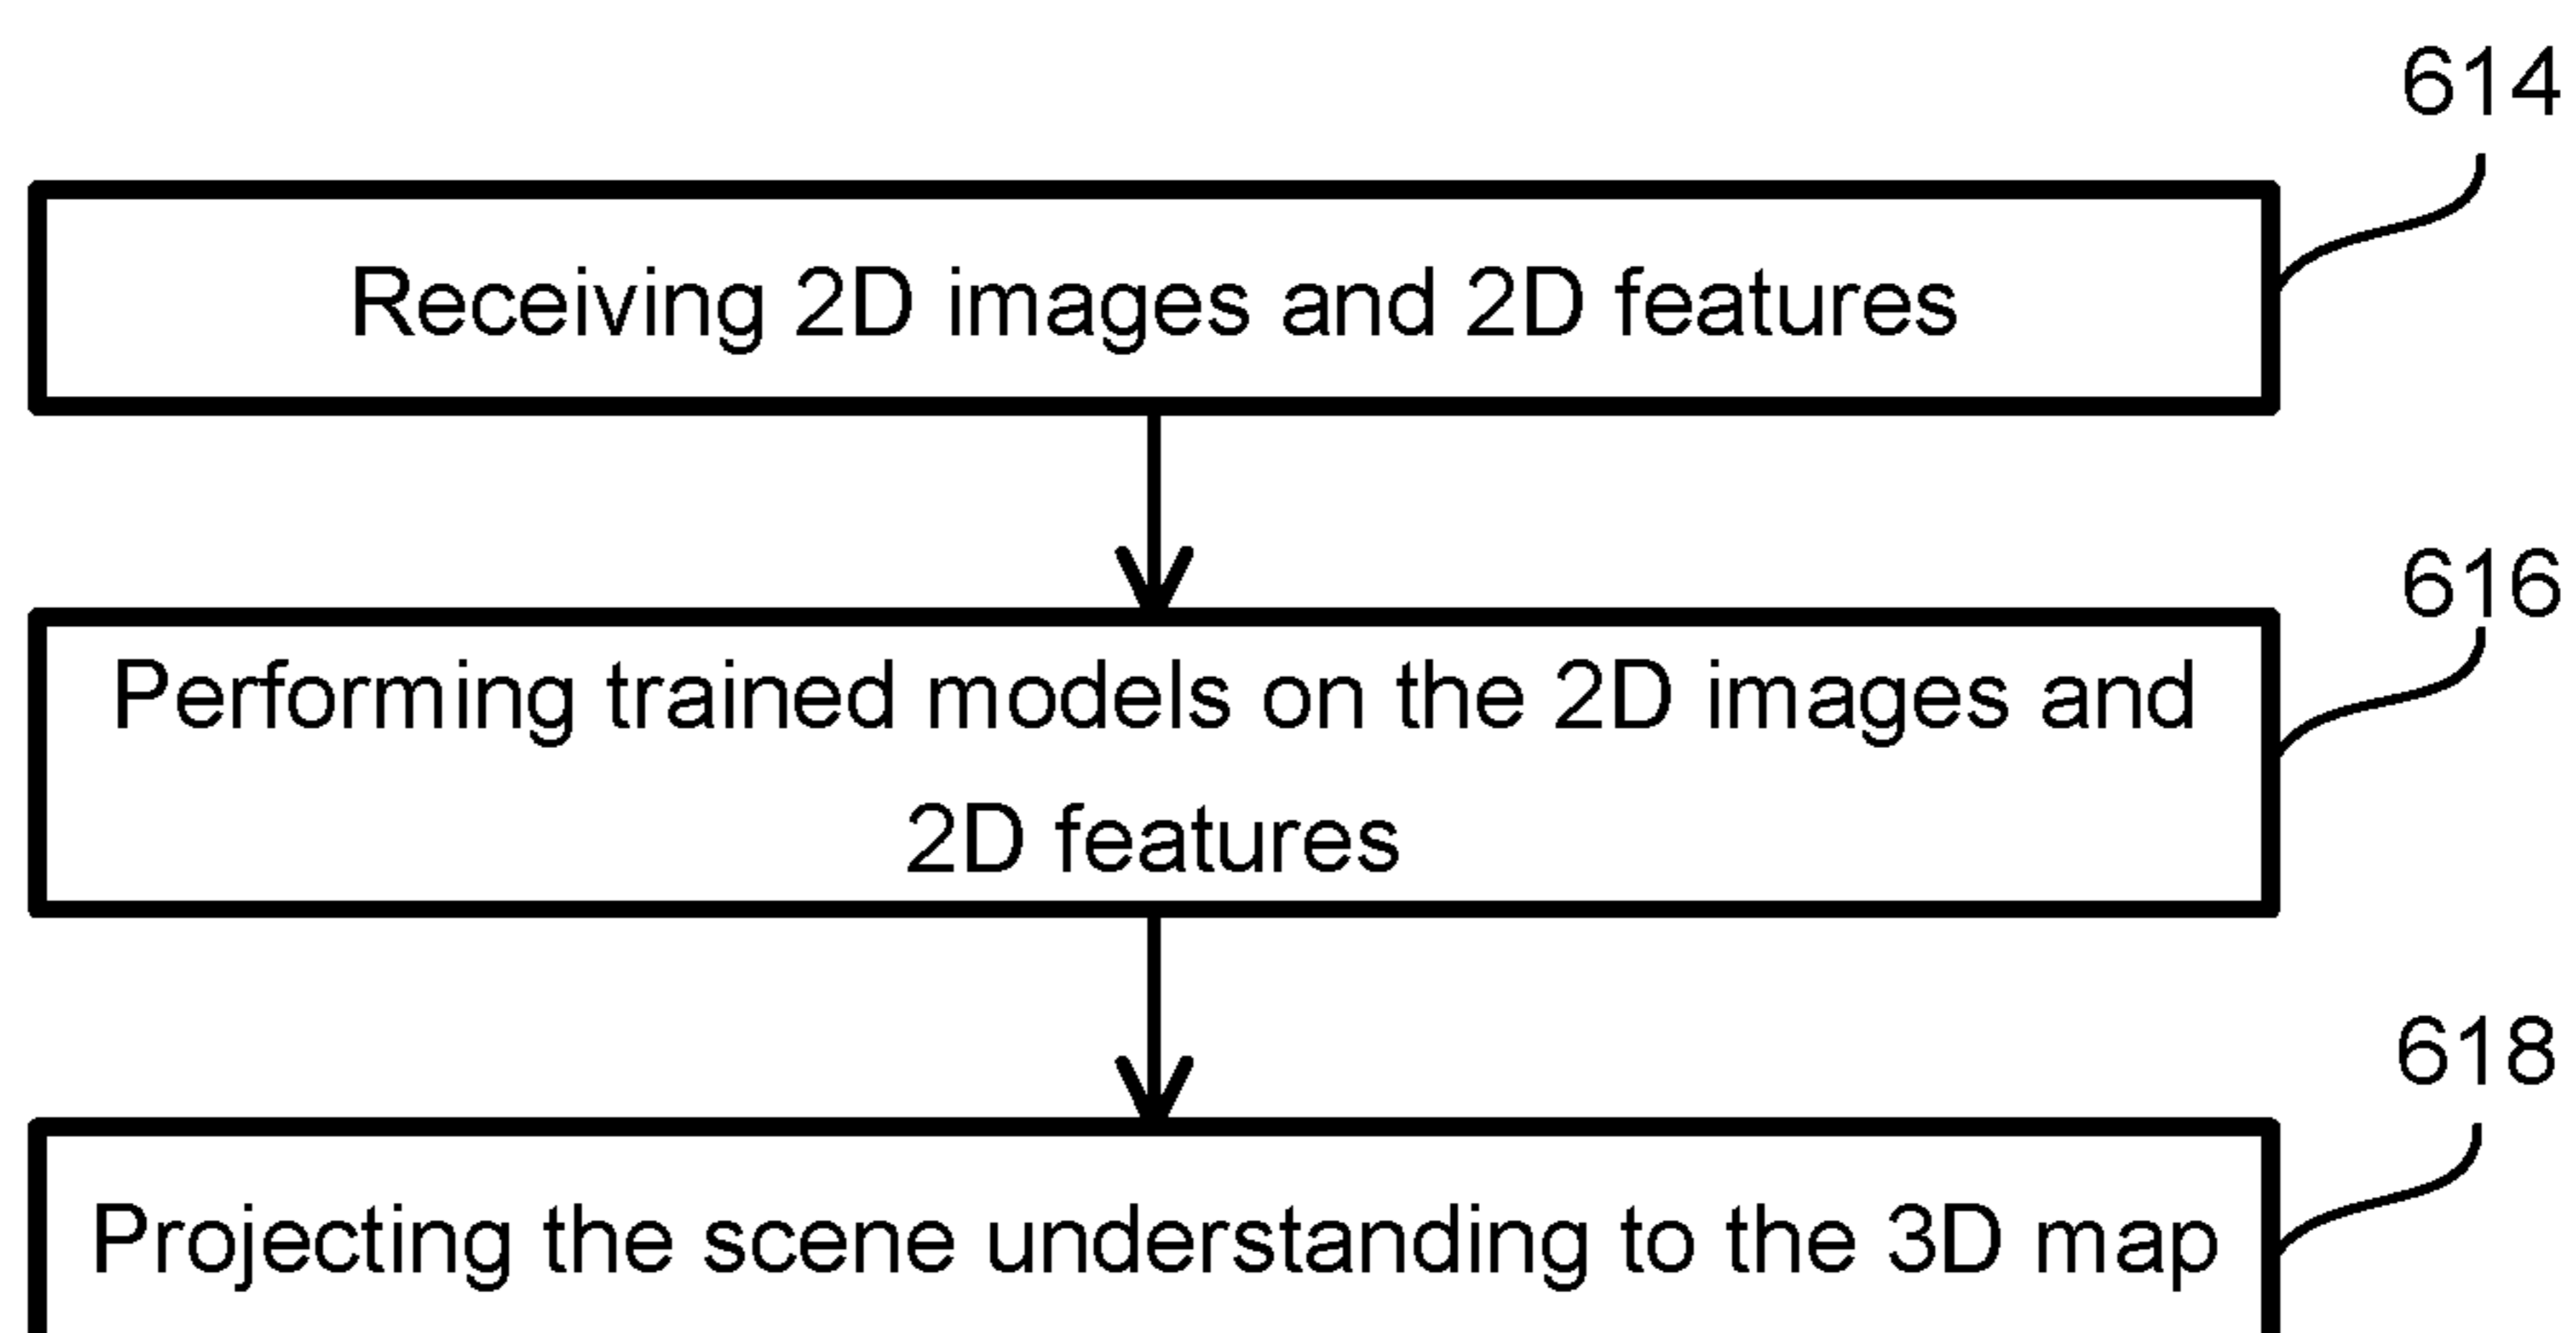 614
Receiving 2D images and 2D features
616
Performing trained models on the 2D images and
2D features
618
Projecting the scene understanding to the 3D map